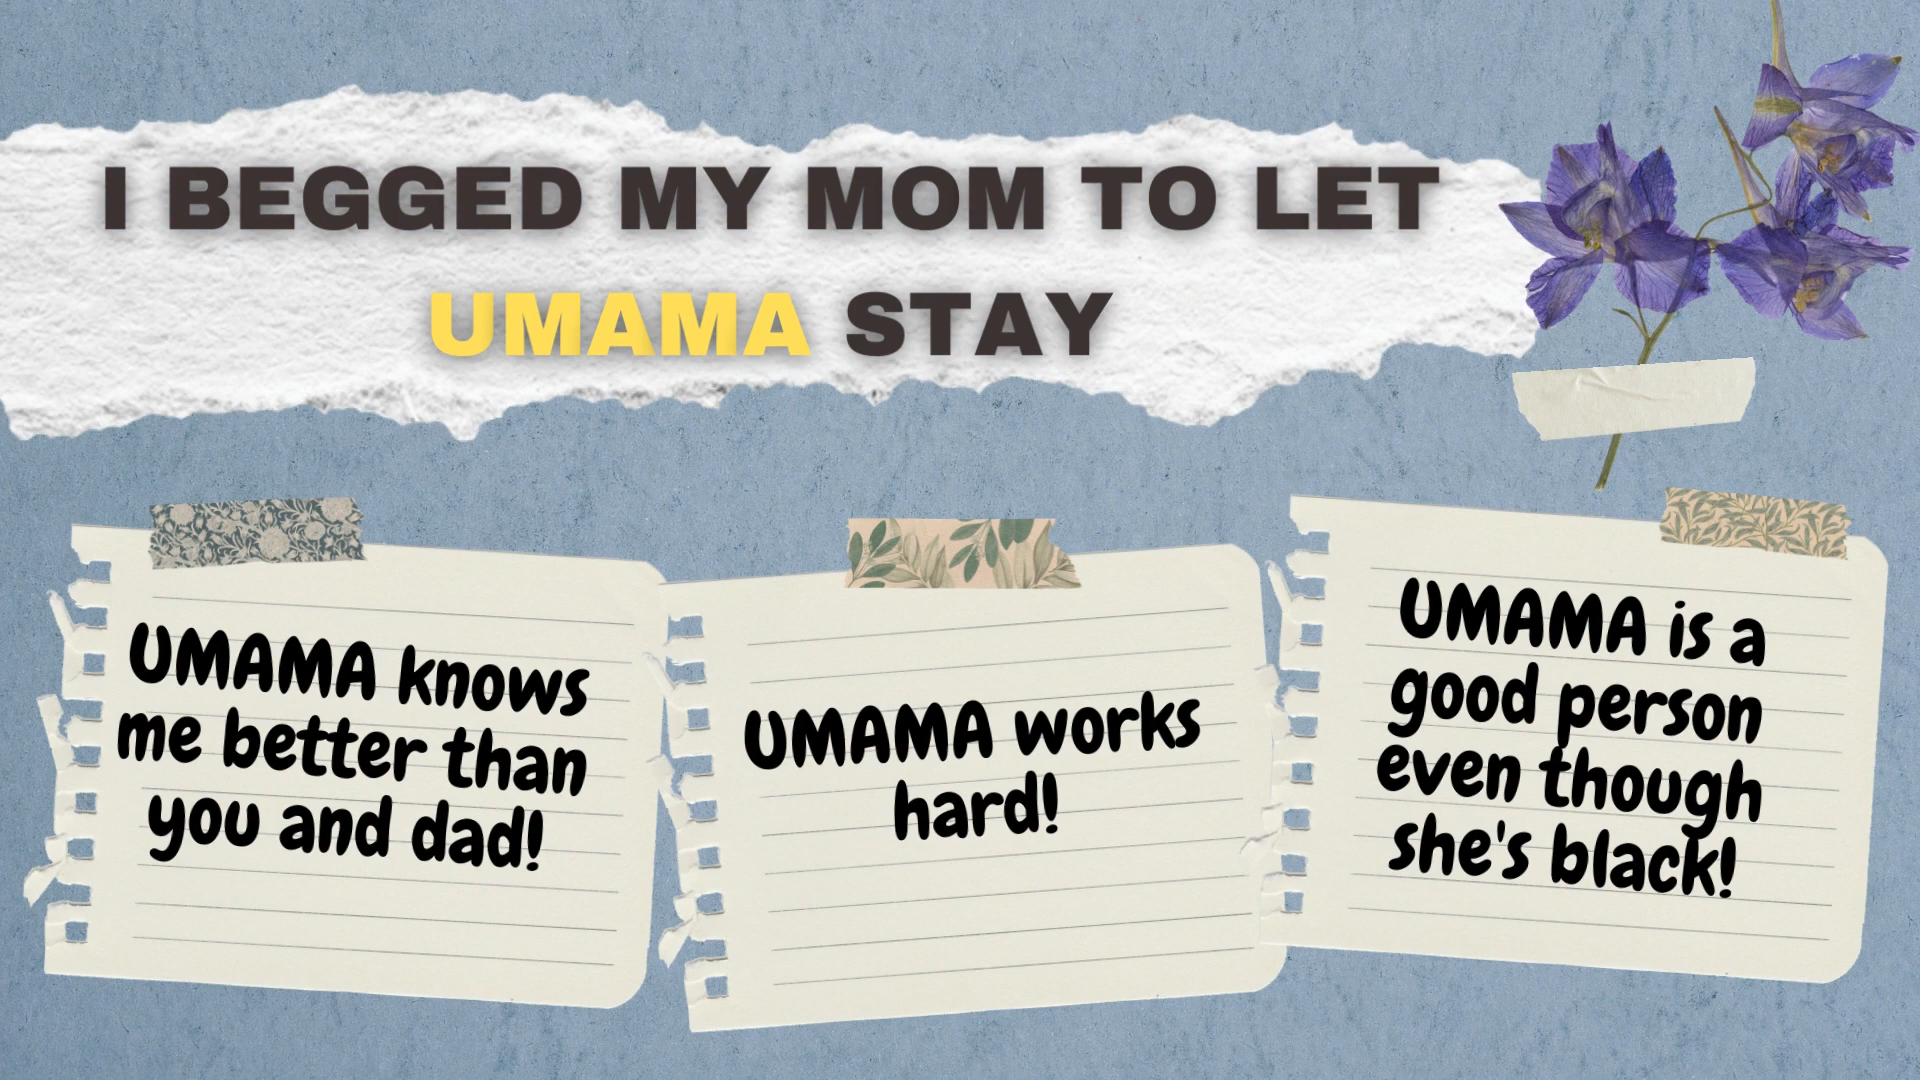 I BEGGED MY MOM TO LET
UMAMA STAY
UMAMA knows
me better than
you and dad!
UMAMA works
hard!
UMAMA is a
good person
even though
she's black!